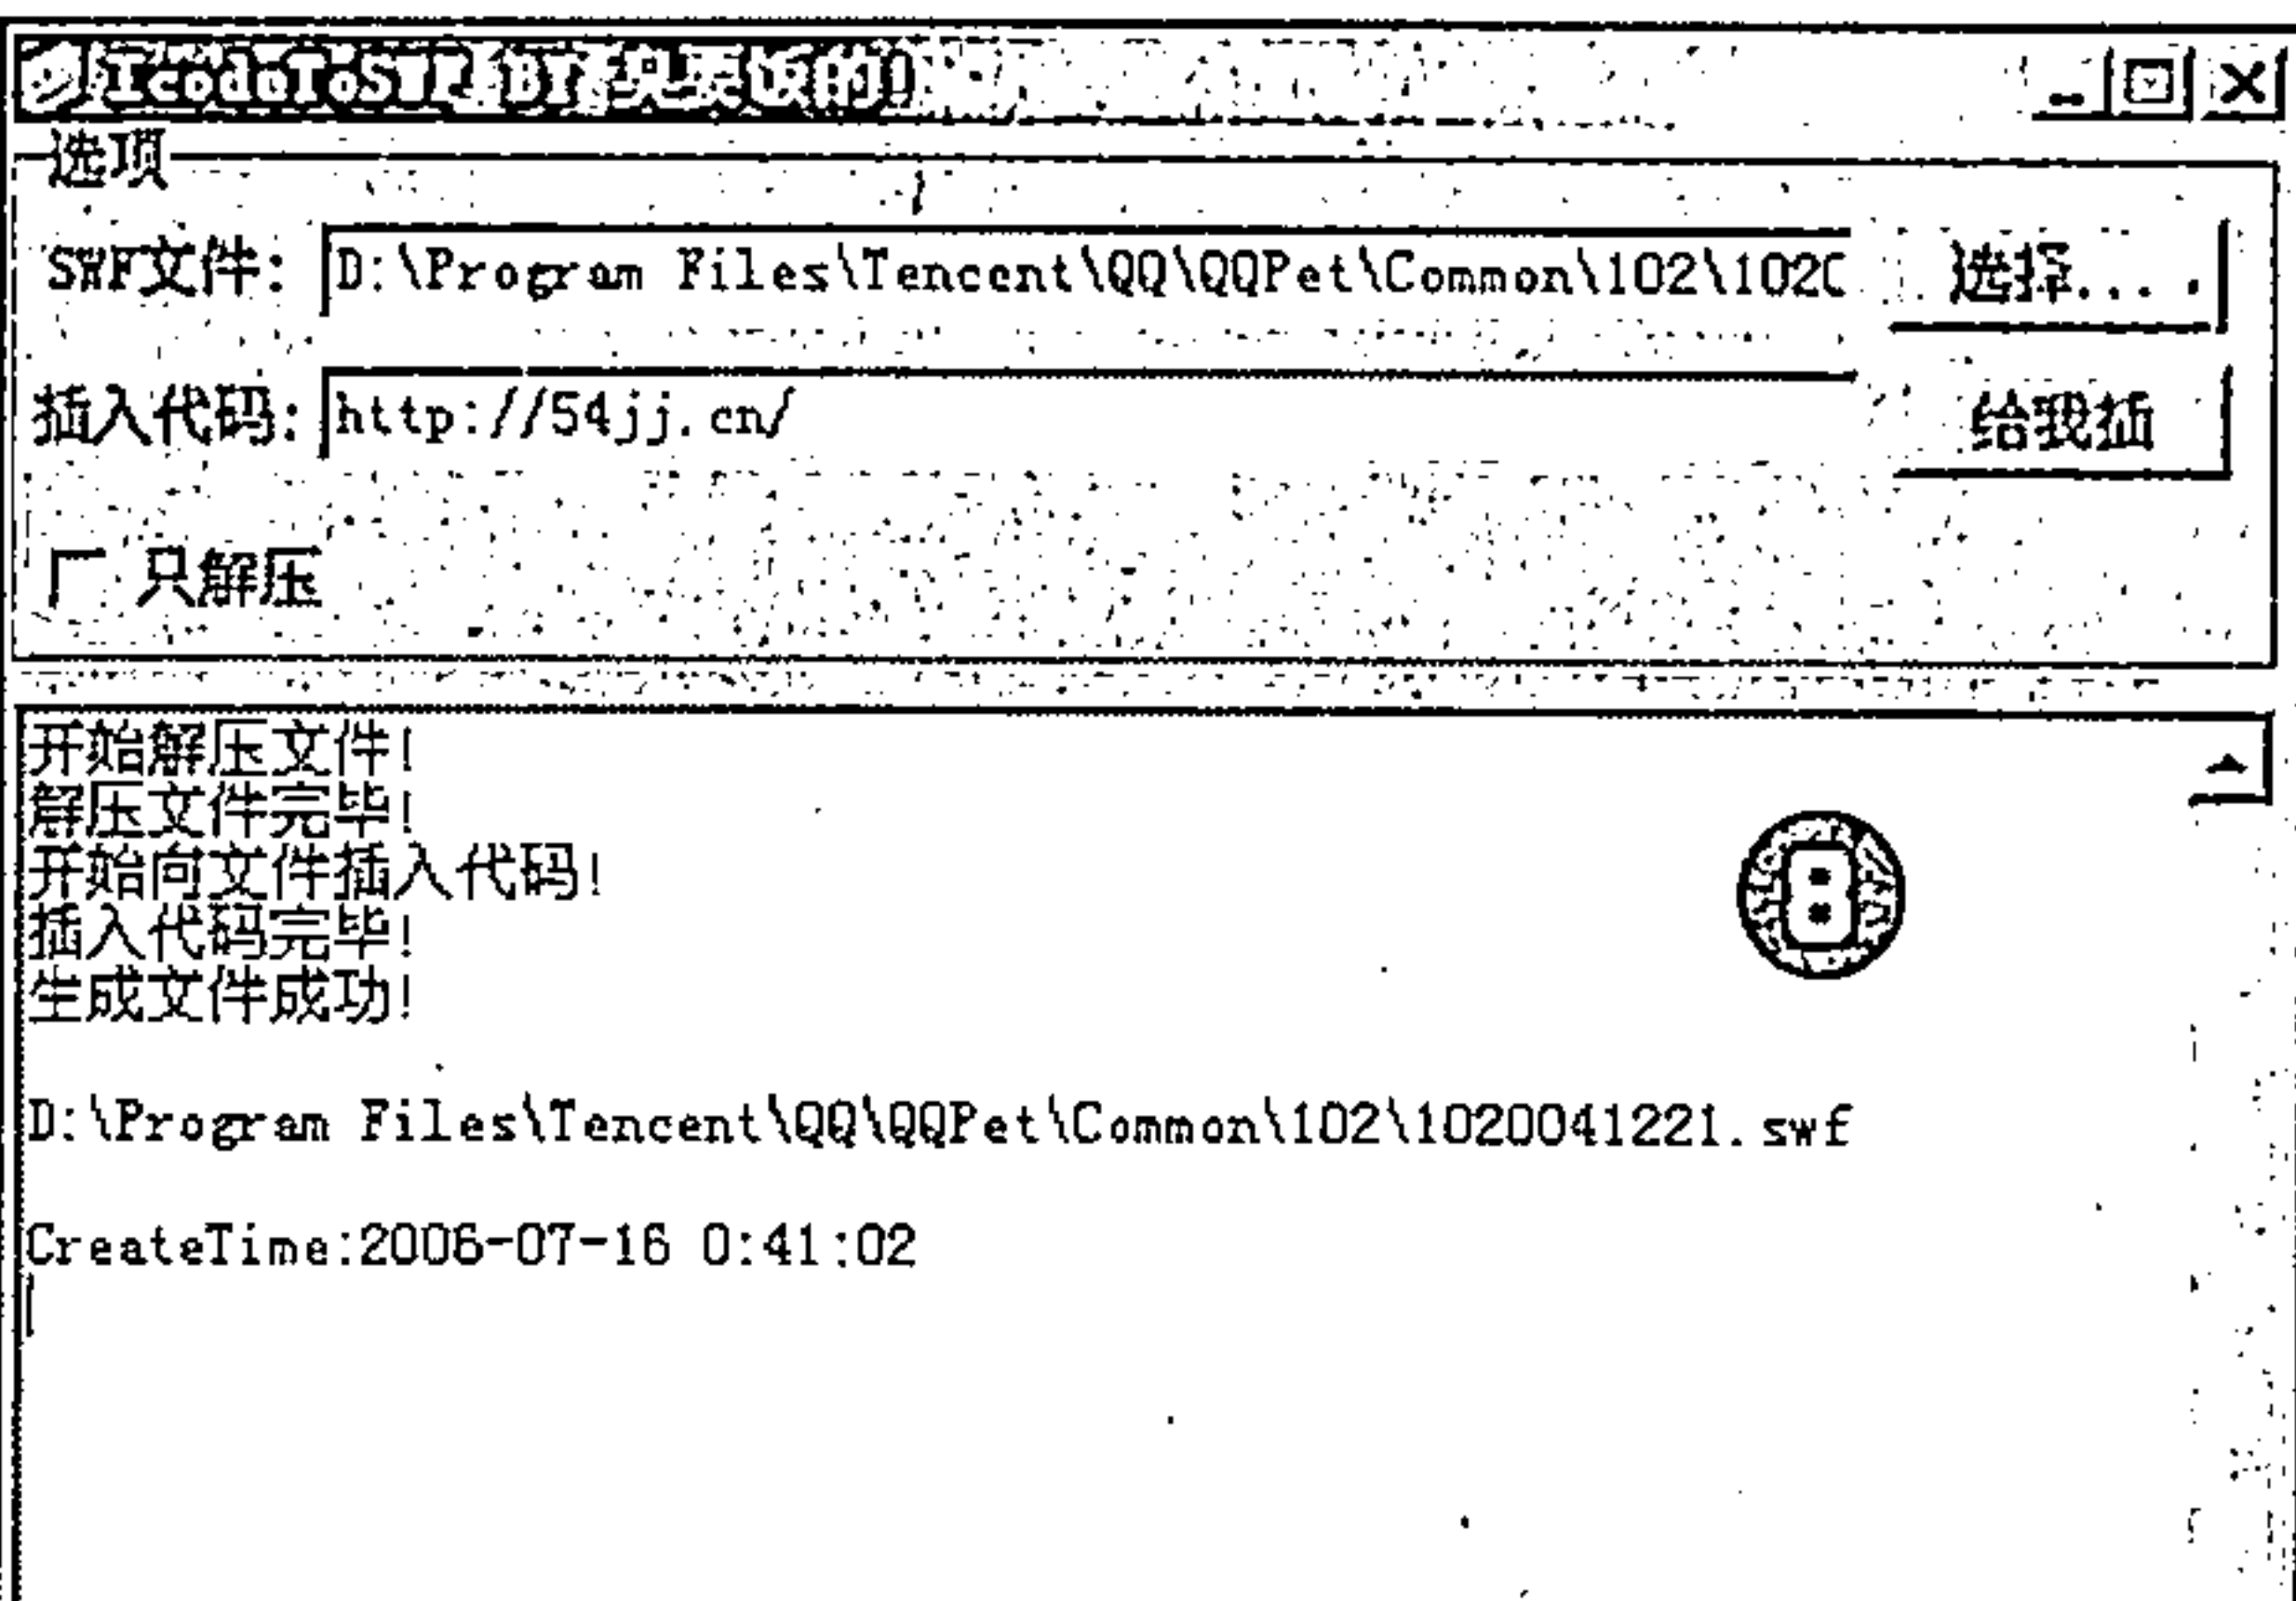 选项
SWF文件: D:\Program Files\Tencent\QQ\QQPet\Common\102\102 选择...
插入代码: http://54jj.cn/ 给我插
只解压
开始解压文件!
解压文件完毕!
开始向文件插入代码!
插入代码完毕!
生成文件成功!
D:\Program Files\Tencent\QQ\QQPet\Common\102\1020041221.swf
CreateTime:2006-07-16 0:41:02